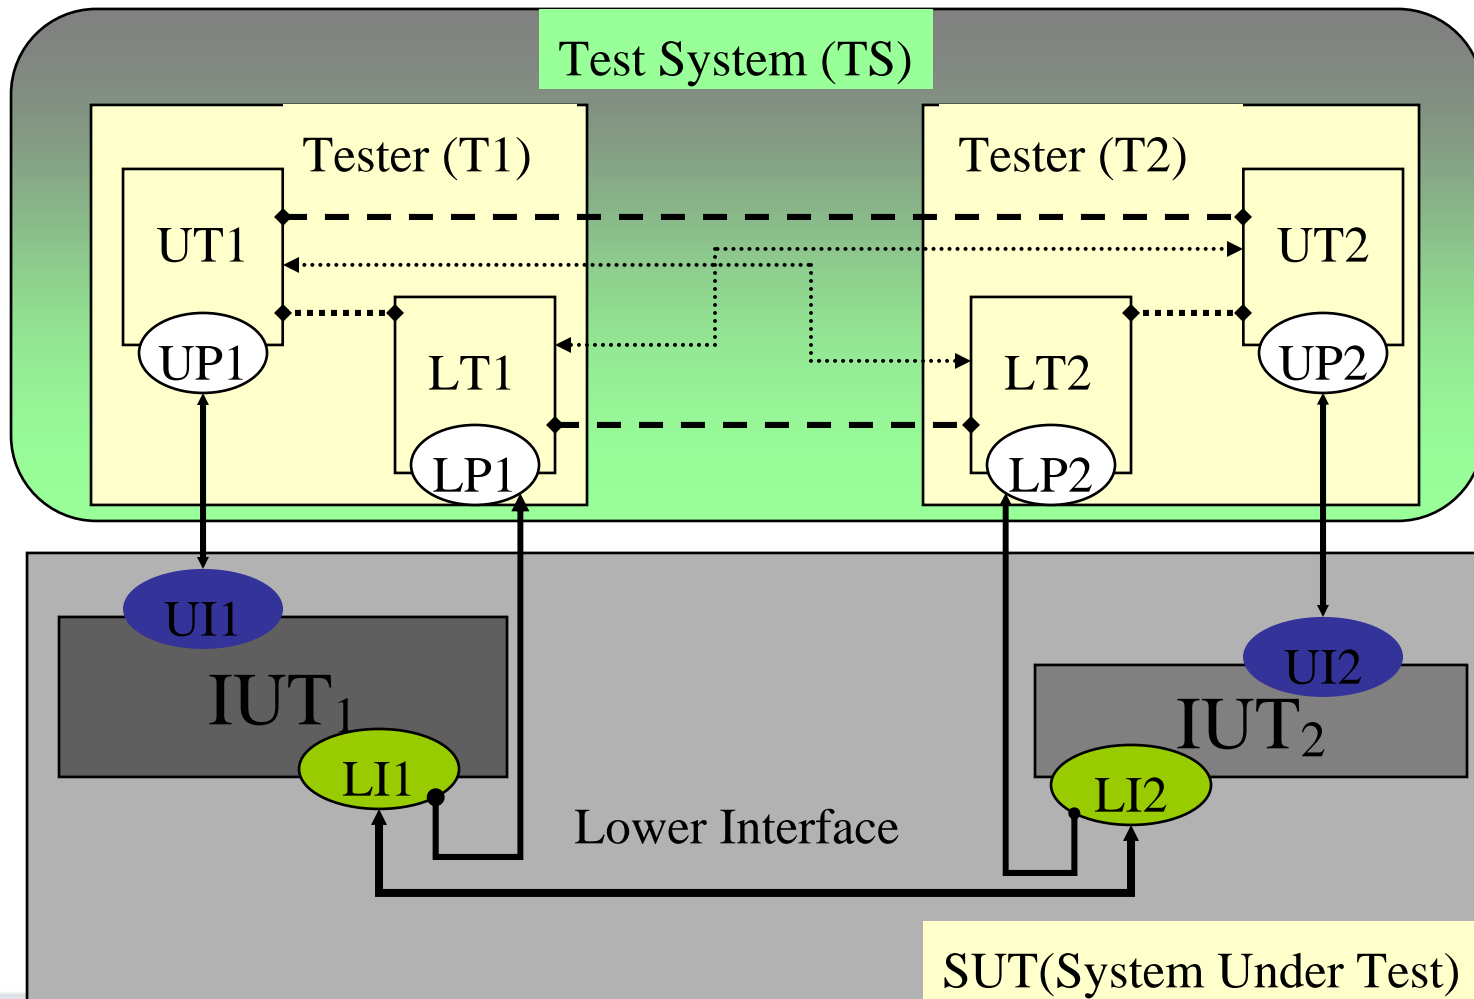 Test System (TS)
Tester (T1)
Tester (T2)
UT1
UT2
UP1
LT1
LT2
UP2
LP1
LP2
UI1
UI2
IUT1
IUT2
LI1
LI2
Lower Interface
SUT(System Under Test)